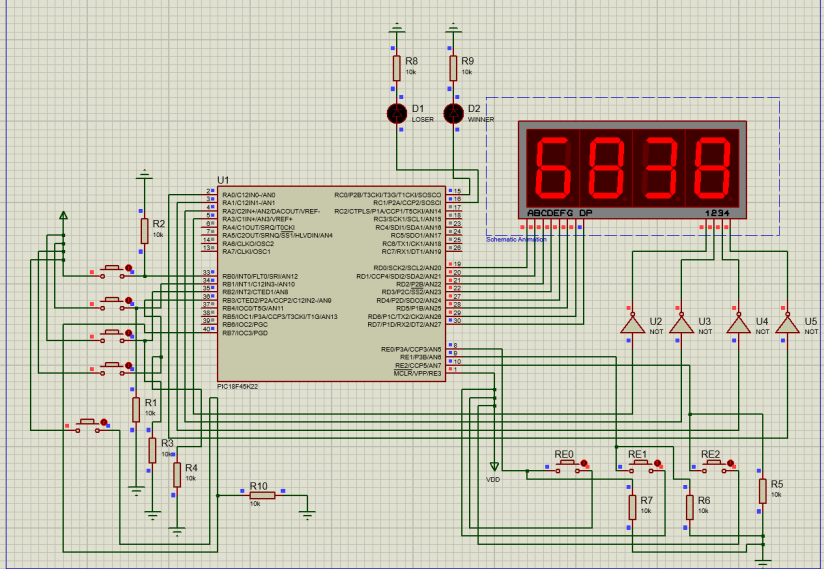 R8
10k
R9
10k
D1
LOSER
D2
WINNER
ABCDEFG DP
1234
Schematic Animation
U1
2
3
4
5
6
7
14
13
RA0/C12IN0-/AN0
RA1/C12IN1-/AN1
RA2/C2IN+/AN2/DACOUT/VREF-
RA3/C1IN+/AN3/VREF+
RA4/C1OUT/SRQ/T0CKI
RA5/C2OUT/SRNQ/SS1/HLVDIN/AN4
RA6/CLKO/OSC2
RA7/CLKI/OSC1
RC0/P2B/T3CKI/T3G/T1CKI/SOSCO
RC1/P2A/CCP2/SOSCI
RC2/CTPLS/P1A/CCP1/T5CKI/AN14
RC3/SCK1/SCL1/AN15
RC4/SDI1/SDA1/AN16
RC5/SDO1/AN17
RC6/TX1/CK1/AN18
RC7/RX1/DT1/AN19
15
16
17
18
23
24
25
26
R2
10k
33
34
35
36
37
38
39
40
RB0/INT0/FLT0/SRI/AN12
RB1/INT1/C12IN3-/AN10
RB2/INT2/CTED1/AN8
RB3/CTED2/P2A/CCP2/C12IN2-/AN9
RB4/IOC0/T5G/AN11
RB5/IOC1/P3A/CCP3/T3CKI/T1G/AN13
RB6/IOC2/PGC
RB7/IOC3/PGD
RD0/SCK2/SCL2/AN20
RD1/CCP4/SDI2/SDA2/AN21
RD2/P2B/AN22
RD3/P2C/SS2/AN23
RD4/P2D/SDO2/AN24
RD5/P1B/AN25
RD6/P1C/TX2/CK2/AN26
RD7/P1D/RX2/DT2/AN27
19
20
21
22
27
28
29
30
RE0/P3A/CCP3/AN5
RE1/P3B/AN6
RE2/CCP5/AN7
MCLR/VPP/RE3
8
9
10
1
PIC18F45K22
U2
NOT
U3
NOT
U4
NOT
U5
NOT
R1
10k
R3
10k
R4
10k
R10
10k
VDD
RE0
RE1
RE2
R7
10k
R6
10k
R5
10k